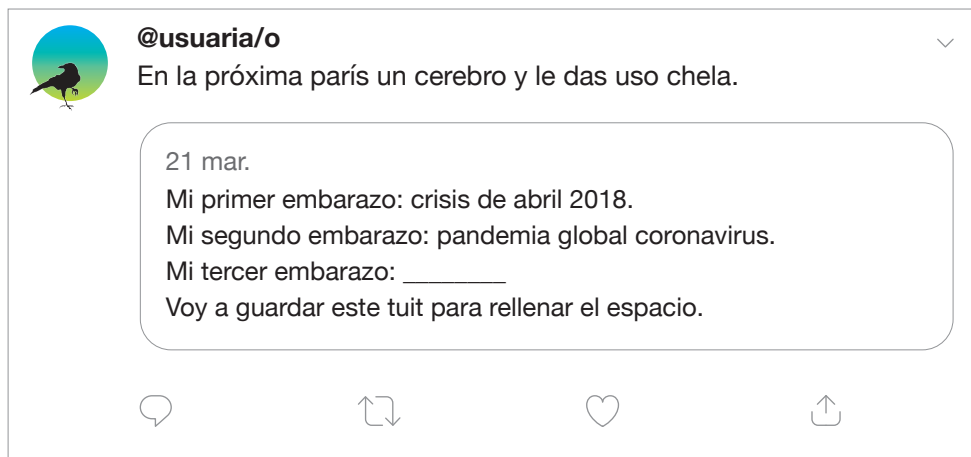 @usuaria/o
En la próxima parís un cerebro y le das uso chela.
21 mar.
Mi primer embarazo: crisis de abril 2018.
Mi segundo embarazo: pandemia global coronavirus.
Mi tercer embarazo: ________
Voy a guardar este tuit para rellenar el espacio.